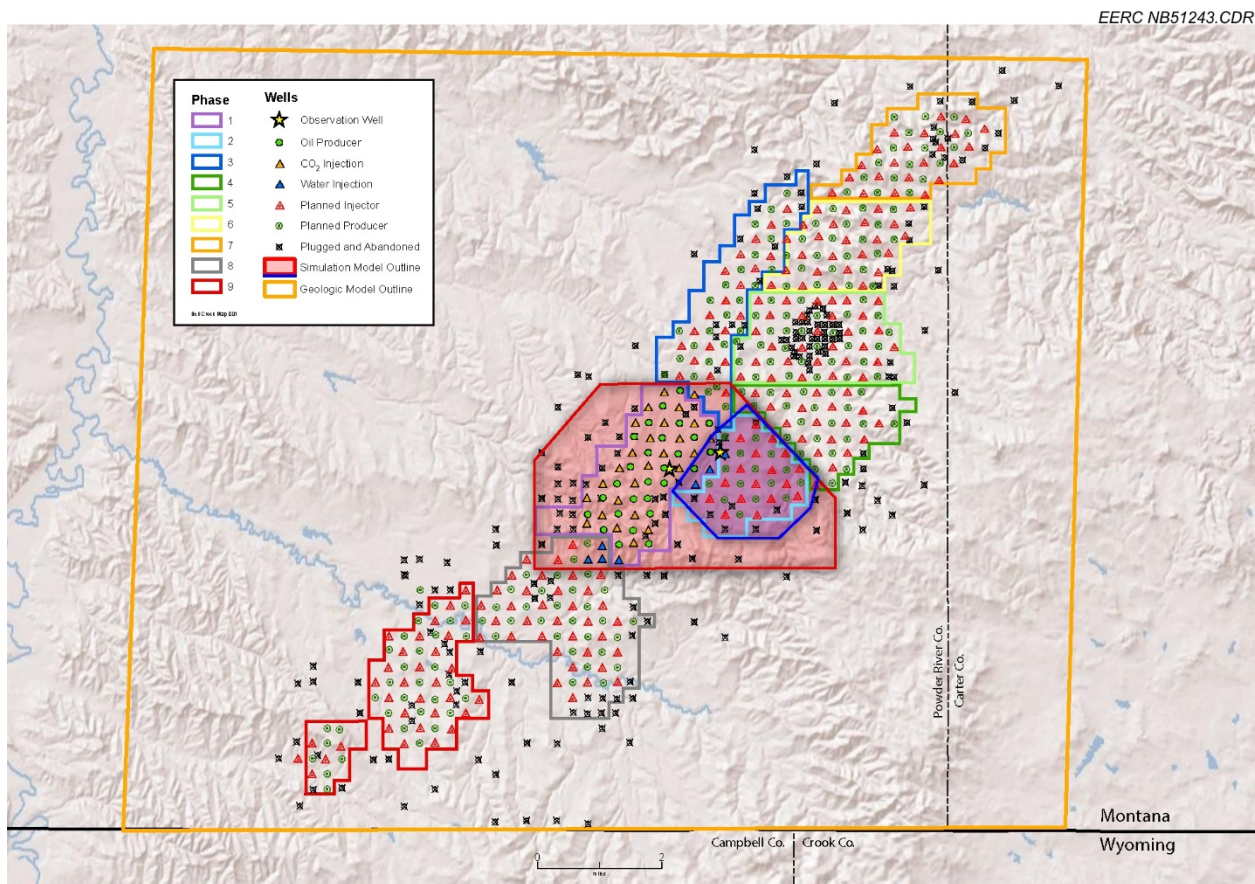 EERC NB51243.CDR
Phase
1
2
3
4
5
6
7
8
9
Wells
Observation Well
Oil Producer
CO2 Injection
Water Injection
Planned Injector
Planned Producer
Plugged and Abandoned
Simulation Model Outline
Geologic Model Outline
Powder River Co.
Carter Co.
Montana
Wyoming
Campbell Co.
Crook Co.
0
2